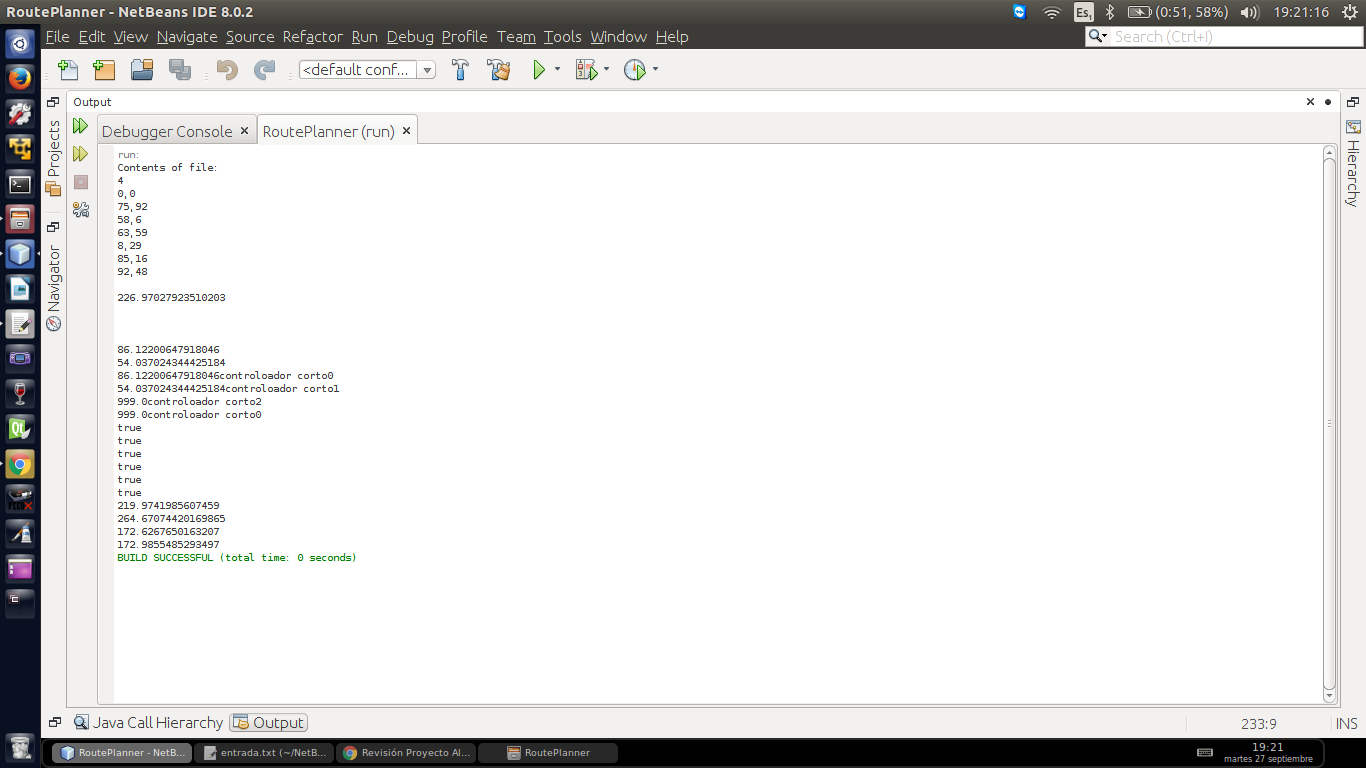 RoutePlanner - NetBeans IDE 8.0.2
Es1 (0:51, 58%) 19:21:16
File Edit View Navigate Source Refactor Run Debug Profile Team Tools Window Help
Search (Ctrl+I)
<default conf...
Output
Projects
Navigator
Hierarchy
Debugger Console
RoutePlanner (run)
run:
Contents of file:
4
0,0
75,92
58,6
63,59
8,29
85,16
92,48
226.97027923510203
86.12200647918046
54.037024344425184
86.12200647918046controloador corto0
54.037024344425184controloador corto1
999.0controloador corto2
999.0controloador corto0
true
true
true
true
true
true
219.9741985607459
264.67074420169865
172.6267650163207
172.9855485293497
BUILD SUCCESSFUL (total time: 0 seconds)
Java Call Hierarchy
Output
233:9 INS
RoutePlanner - NetB...
entrada.txt (~/NetB...
Revisión Proyecto Al...
RoutePlanner
19:21
martes 27 septiembre